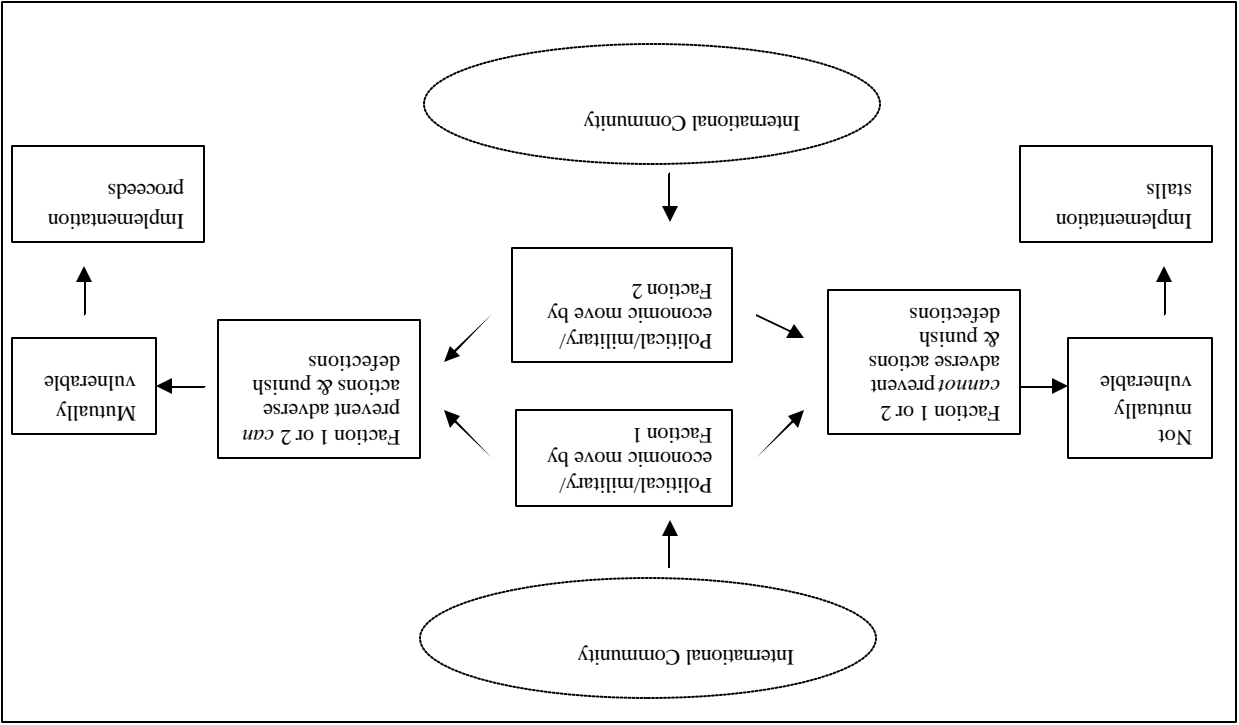 International Community
Political/military/
economic move by
Faction
1
Not
mutually
vulnerable
Faction 1 or 2
cannot prevent
adverse actions
& punish
defections
Faction 1 or 2 can
prevent adverse
actions & punish
defections
Mutually
vulnerable
Political/military/
economic move by
Faction
2
Implementation
stalls
Implementation
proceeds
International Community